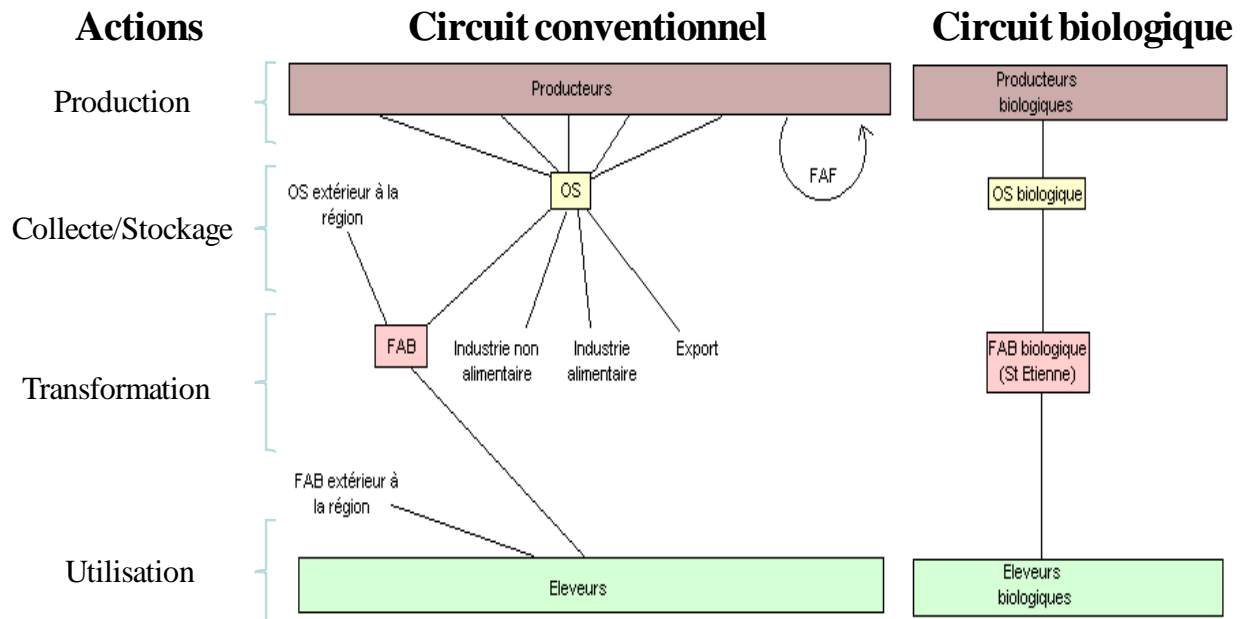 Actions
Circuit conventionnel
Circuit biologique
Production
Producteurs
Producteurs
biologiques
FAF
Collecte/Stockage
OS extérieur à la
région
OS
OS biologique
Transformation
FAB
Industrie non
alimentaire
Industrie
alimentaire
Export
FAB biologique
(St Etienne)
FAB extérieur à
la région
Utilisation
Eleveurs
Eleveurs
biologiques